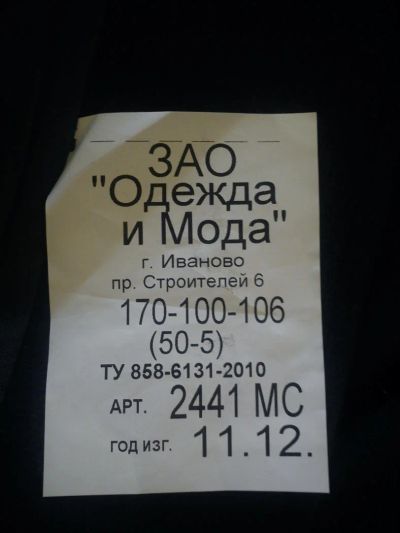 ЗАО
"Одежда
и Мода"
г. Иваново
пр. Строителей 6
170-100-106
(50-5)
ТУ 858-6131-2010
АРТ. 2441 МС
год изг. 11.12.